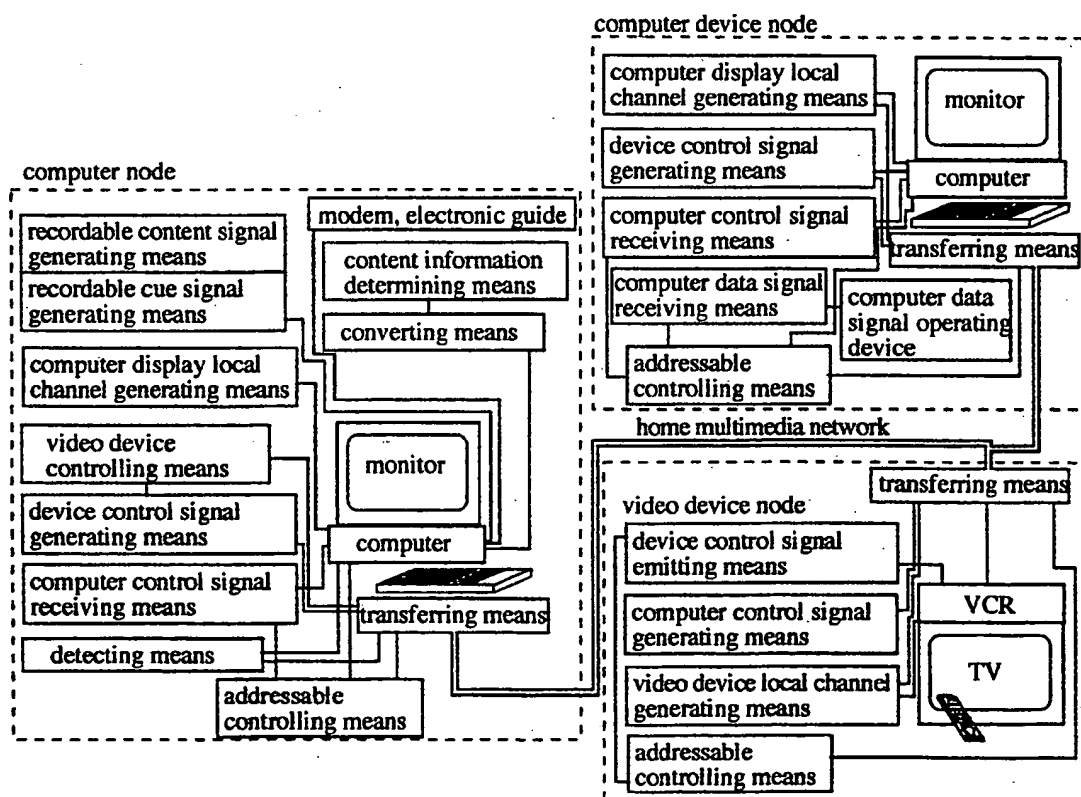 computer device node
computer display local
channel generating means
monitor
device control signal
generating means
computer
computer control signal
receiving means
transferring means
computer data signal
receiving means
computer data
signal operating
device
addressable
controlling means
computer node
recordable content signal
generating means
recordable cue signal
generating means
modem, electronic guide
content information
determining means
converting means
computer display local
channel generating means
video device
controlling means
monitor
device control signal
generating means
computer
computer control signal
receiving means
transferring means
detecting means
addressable
controlling means
home multimedia network
transferring means
video device node
device control signal
emitting means
VCR
computer control signal
generating means
TV
video device local channel
generating means
addressable
controlling means